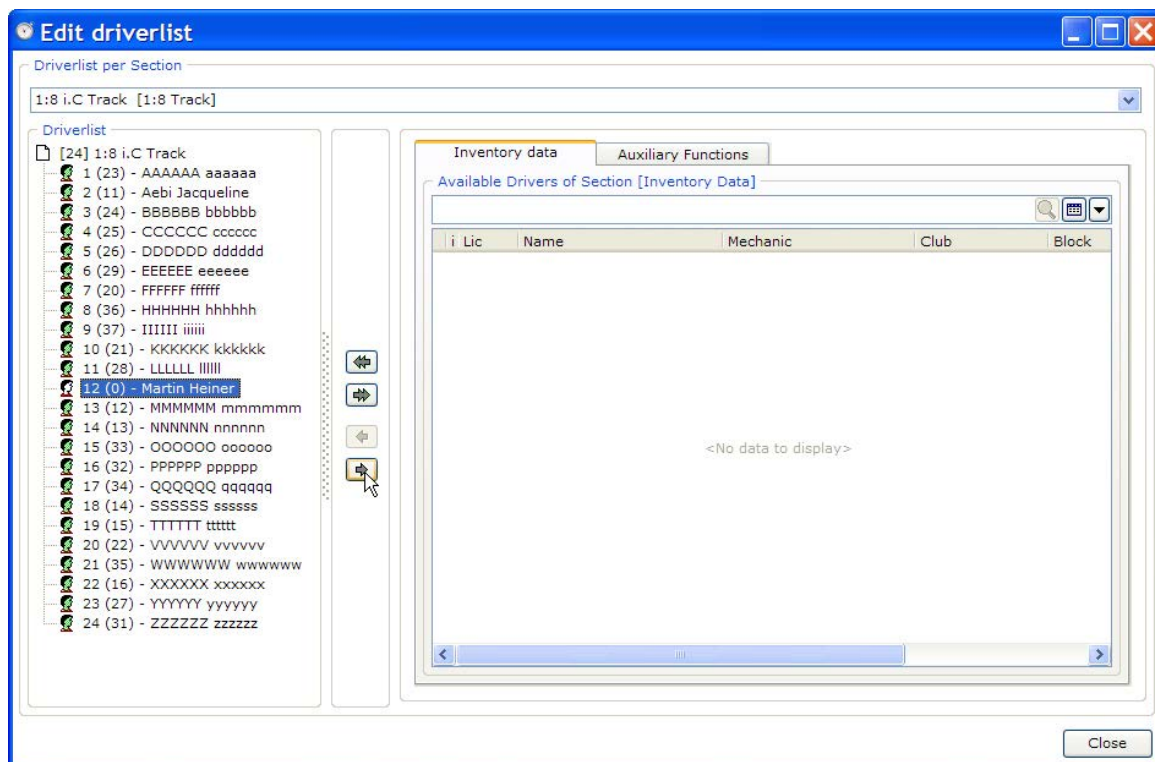 Edit driverlist
Driverlist per Section
1:8 i.C Track [1:8 Track]
Driverlist
[24] 1:8 i.C Track
1 (23) - AAAAAA aaaaaa
2 (11) - Aebi Jacqueline
3 (24) - BBBBBB bbbbbb
4 (25) - CCCCCC cccccc
5 (26) - DDDDDD dddddd
6 (29) - EEEEEE eeeeee
7 (20) - FFFFFF ffffff
8 (36) - HHHHHH hhhhhh
9 (37) - IIIIII iiiiii
10 (21) - KKKKKK kkkkkk
11 (28) - LLLLLL llllll
12 (0) - Martin Heiner
13 (12) - MMMMMM mmmmmm
14 (13) - NNNNNN nnnnnn
15 (33) - OOOOOO oooooo
16 (32) - PPPPPP pppppp
17 (34) - QQQQQQ qqqqqq
18 (14) - SSSSSS ssssss
19 (15) - TTTTTT tttttt
20 (22) - VVVVVV vvvvvv
21 (35) - WWWWWW wwwwww
22 (16) - XXXXXX xxxxxx
23 (27) - YYYYYY yyyyyy
24 (31) - ZZZZZZ zzzzzz
Inventory data Auxiliary Functions
Available Drivers of Section [Inventory Data]
i Lic Name Mechanic Club Block
<No data to display>
Close